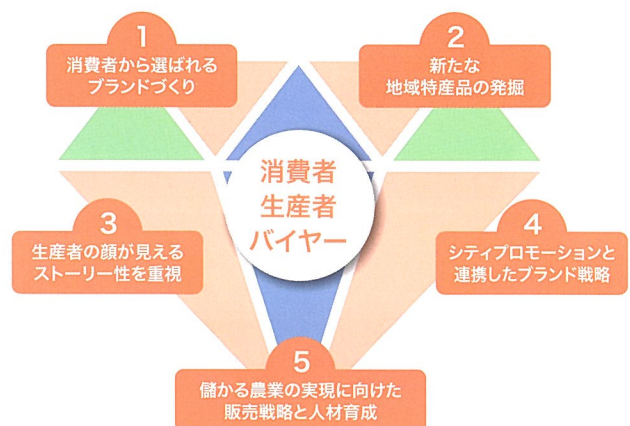 1
消費者から選ばれる
ブランドづくり
2
新たな
地域特産品の発掘
消費者
生産者
バイヤー
3
生産者の顔が見える
ストーリー性を重視
4
シティプロモーションと
連携したブランド戦略
5
儲かる農業の実現に向けた
販売戦略と人材育成